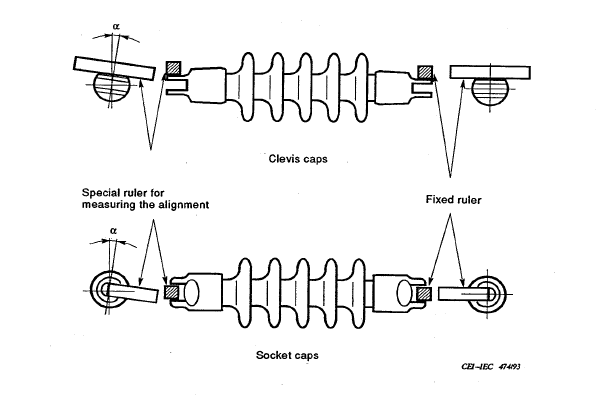 α
Clevis caps
Special ruler for
measuring the alignment
Fixed ruler
α
Socket caps
CEI-IEC 474/93